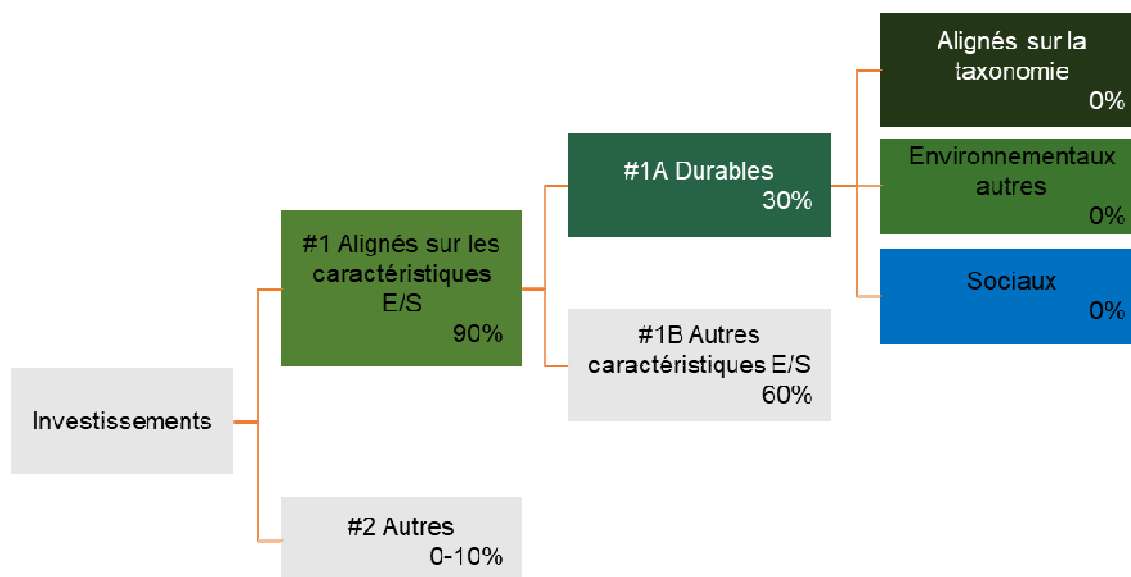 Investissements
#1 Alignés sur les
caractéristiques
E/S
90%
#2 Autres
0-10%
#1A Durables
30%
#1B Autres
caractéristiques E/S
60%
Alignés sur la
taxonomie
0%
Environnementaux
autres
0%
Sociaux
0%